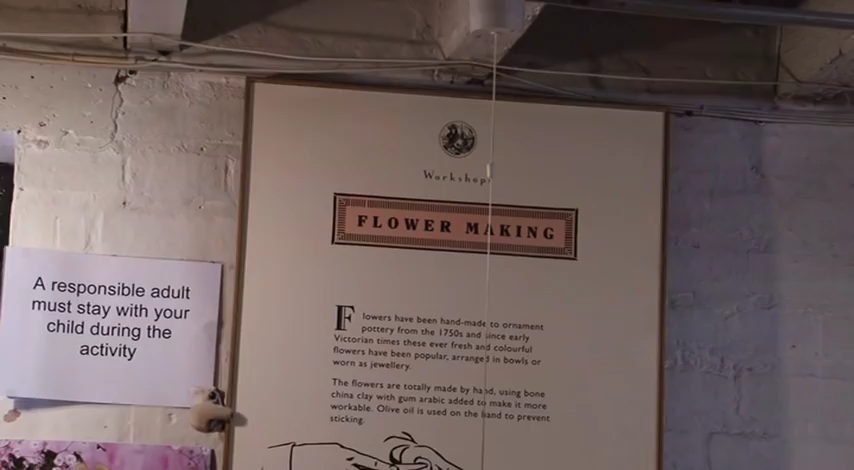 Workshop
FLOWER MAKING
A responsible adult
must stay with your
child during the
activity
Flowers have been hand-made to ornament
pottery from the 1750s and since early
Victorian times these ever fresh and colourful
flowers have been popular, arranged in bowls or
worn as jewellery.
The flowers are totally made by hand, using bone
china clay with gum arabic added to make it more
workable. Olive oil is used on the hand to prevent
sticking.